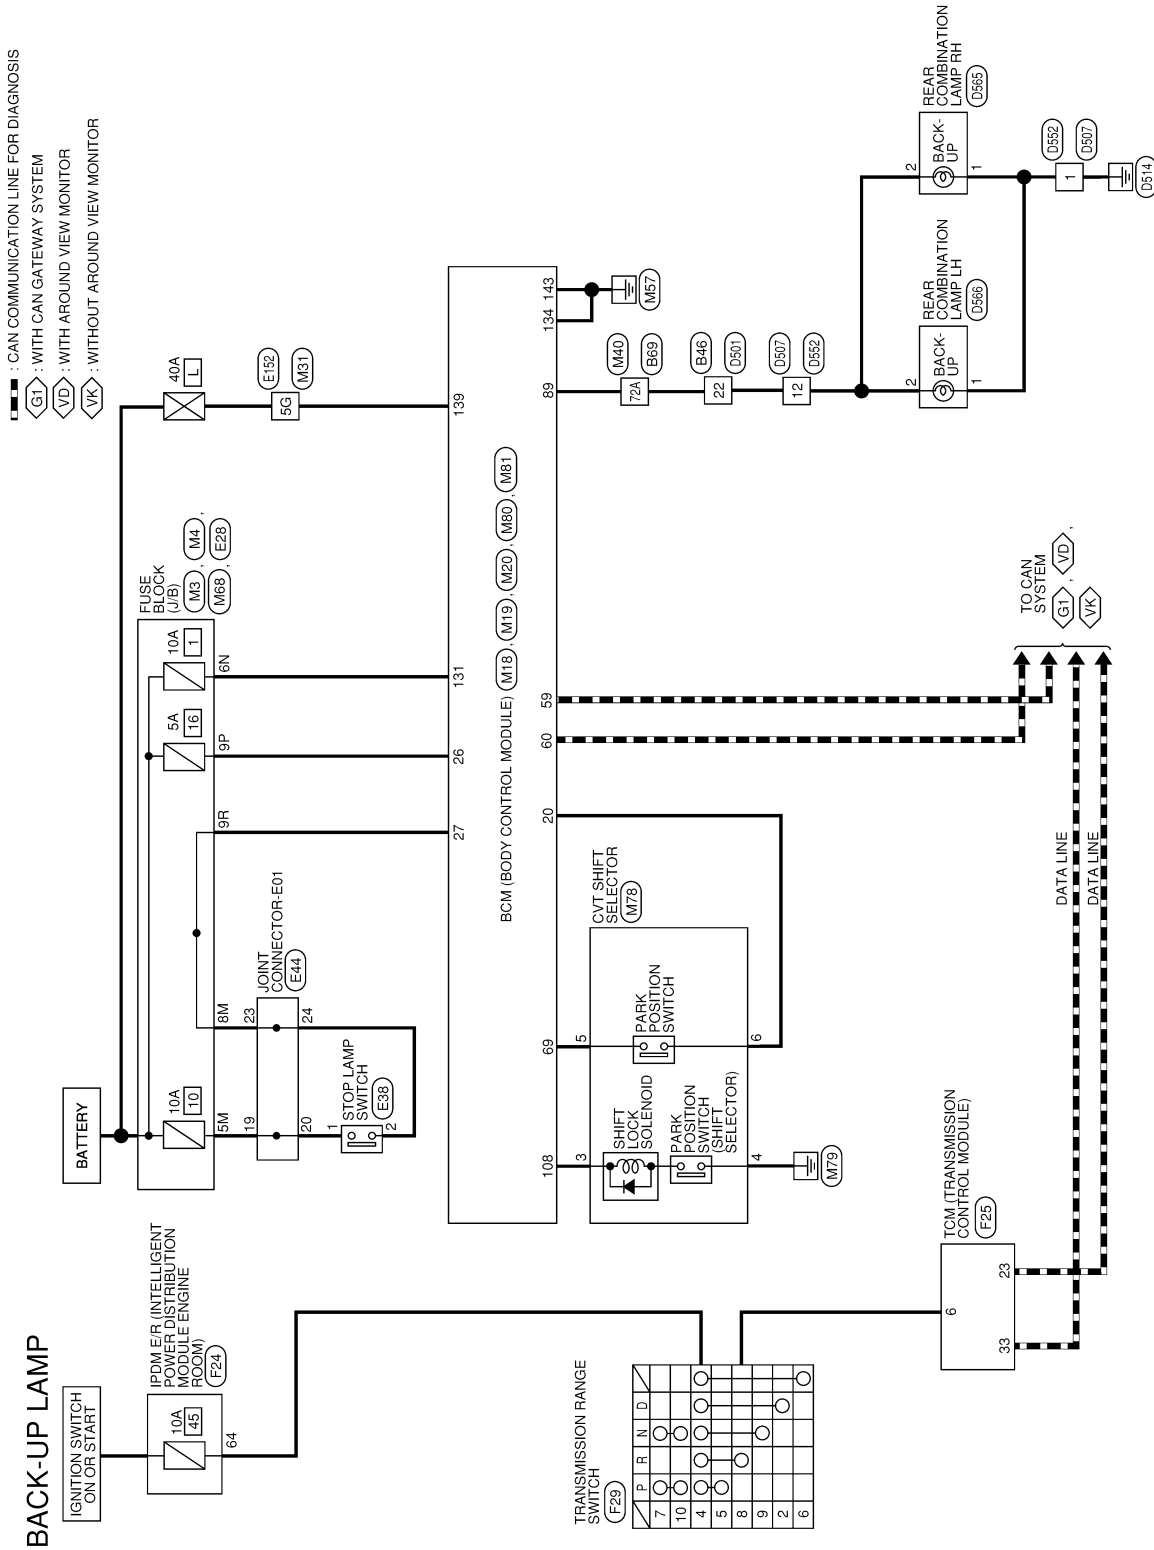 BACK-UP LAMP
IGNITION SWITCH
ON OR START
10A
45
64
IPDM E/R (INTELLIGENT
POWER DISTRIBUTION
MODULE ENGINE
ROOM)
F24
BATTERY
10A
10
5M
8M
9R
5A
16
9P
10A
1
6N
FUSE
BLOCK
(J/B)
M3 , M4 ,
M68 , E28
40A
L
5G
E152
M31
: CAN COMMUNICATION LINE FOR DIAGNOSIS
G1 : WITH CAN GATEWAY SYSTEM
VD : WITH AROUND VIEW MONITOR
VK : WITHOUT AROUND VIEW MONITOR
19
23
20
24
JOINT
CONNECTOR-E01
E44
1
2
STOP LAMP
SWITCH
E38
27
26
131
139
BCM (BODY CONTROL MODULE) M18 , M19 , M20 , M80 , M81
108
69
20
60
59
89
134
143
M57
3
5
SHIFT
LOCK
SOLENOID
PARK
POSITION
SWITCH
(SHIFT
SELECTOR)
PARK
POSITION
SWITCH
CVT SHIFT
SELECTOR
M78
4
6
M79
72A
M40
B69
22
B46
D501
12
D507
D552
2
BACK-
UP
1
REAR
COMBINATION
LAMP LH
D566
2
BACK-
UP
1
REAR
COMBINATION
LAMP RH
D565
1
D552
D507
D514
TRANSMISSION RANGE
SWITCH
F29
P R N D
7
10
4
5
8
9
2
6
6
33
23
TCM (TRANSMISSION
CONTROL MODULE)
F25
DATA LINE
DATA LINE
TO CAN
SYSTEM
G1 , VD ,
VK